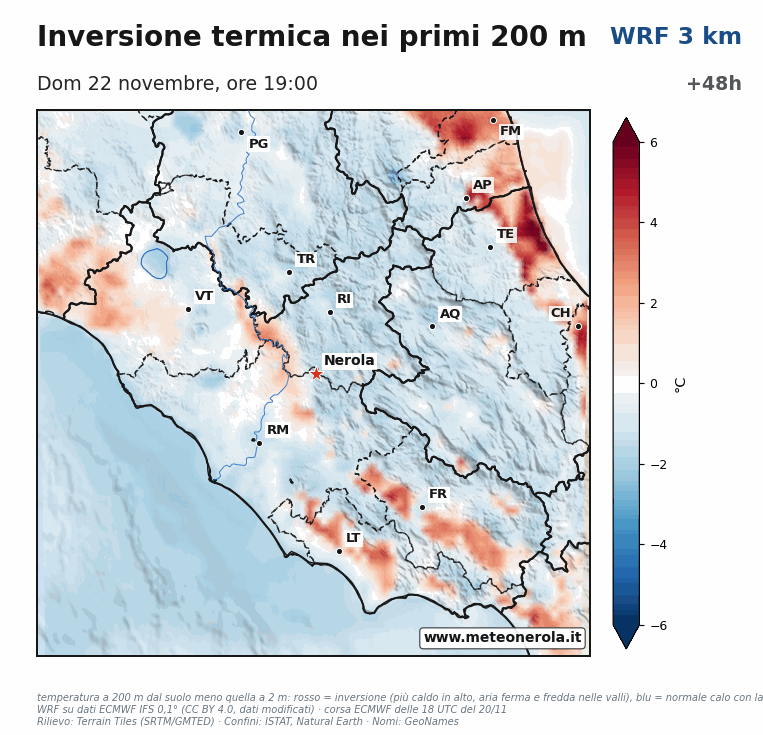 Inversione termica nei primi 200 m WRF 3 km
Dom 22 novembre, ore 19:00 +48h
FM
PG
AP
TE
TR
VT
RI
AQ
CH
Nerola
RM
FR
LT
6
4
2
0
−2
−4
−6
°C
www.meteonerola.it
temperatura a 200 m dal suolo meno quella a 2 m: rosso = inversione (più caldo in alto, aria ferma e fredda nelle valli), blu = normale calo con la
WRF su dati ECMWF IFS 0,1° (CC BY 4.0, dati modificati) · corsa ECMWF delle 18 UTC del 20/11
Rilievo: Terrain Tiles (SRTM/GMTED) · Confini: ISTAT, Natural Earth · Nomi: GeoNames